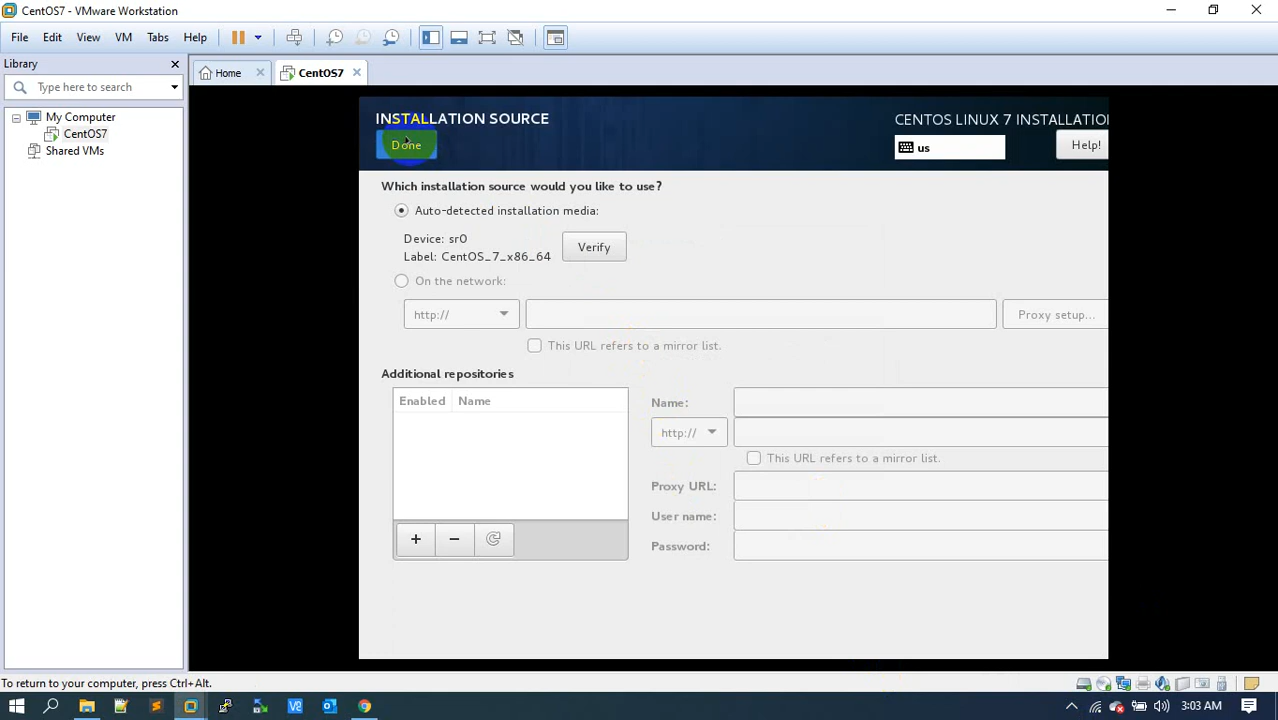 CentOS7 - VMware Workstation
File Edit View VM Tabs Help
Library
Type here to search
My Computer
CentOS7
Shared VMs
Home
CentOS7
INSTALLATION SOURCE
Done
CENTOS LINUX 7 INSTALLATIO
us
Help!
Which installation source would you like to use?
Auto-detected installation media:
Device: sr0
Label: CentOS_7_x86_64
Verify
On the network:
http://
Proxy setup...
This URL refers to a mirror list.
Additional repositories
Enabled Name
Name:
http://
This URL refers to a mirror list.
Proxy URL:
User name:
Password:
To return to your computer, press Ctrl+Alt.
3:03 AM